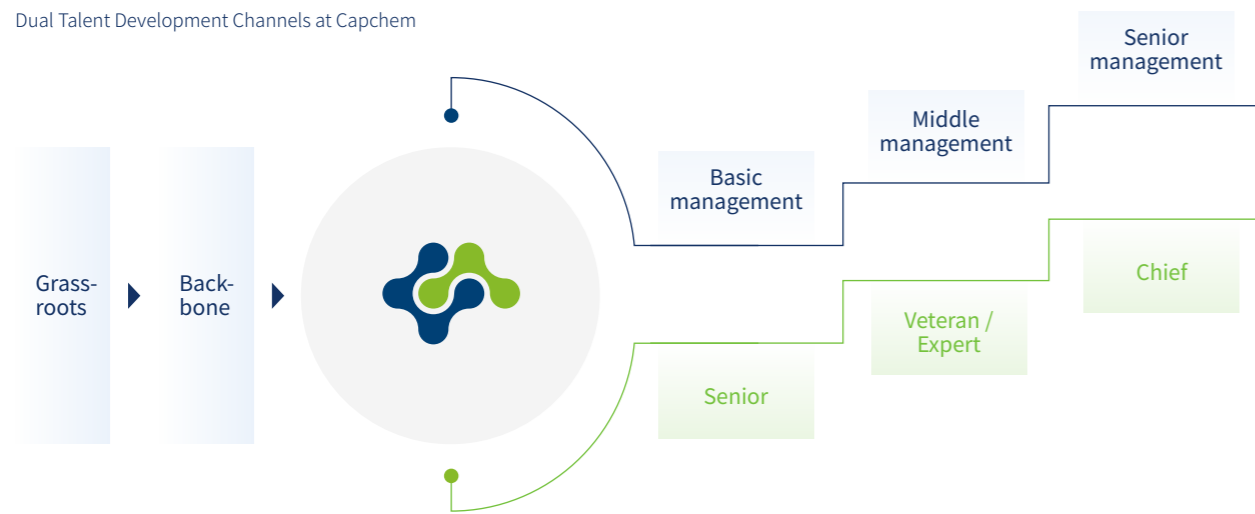 Dual Talent Development Channels at Capchem
Grass-
roots
Back-
bone
Basic
management
Middle
management
Senior
management
Senior
Veteran /
Expert
Chief